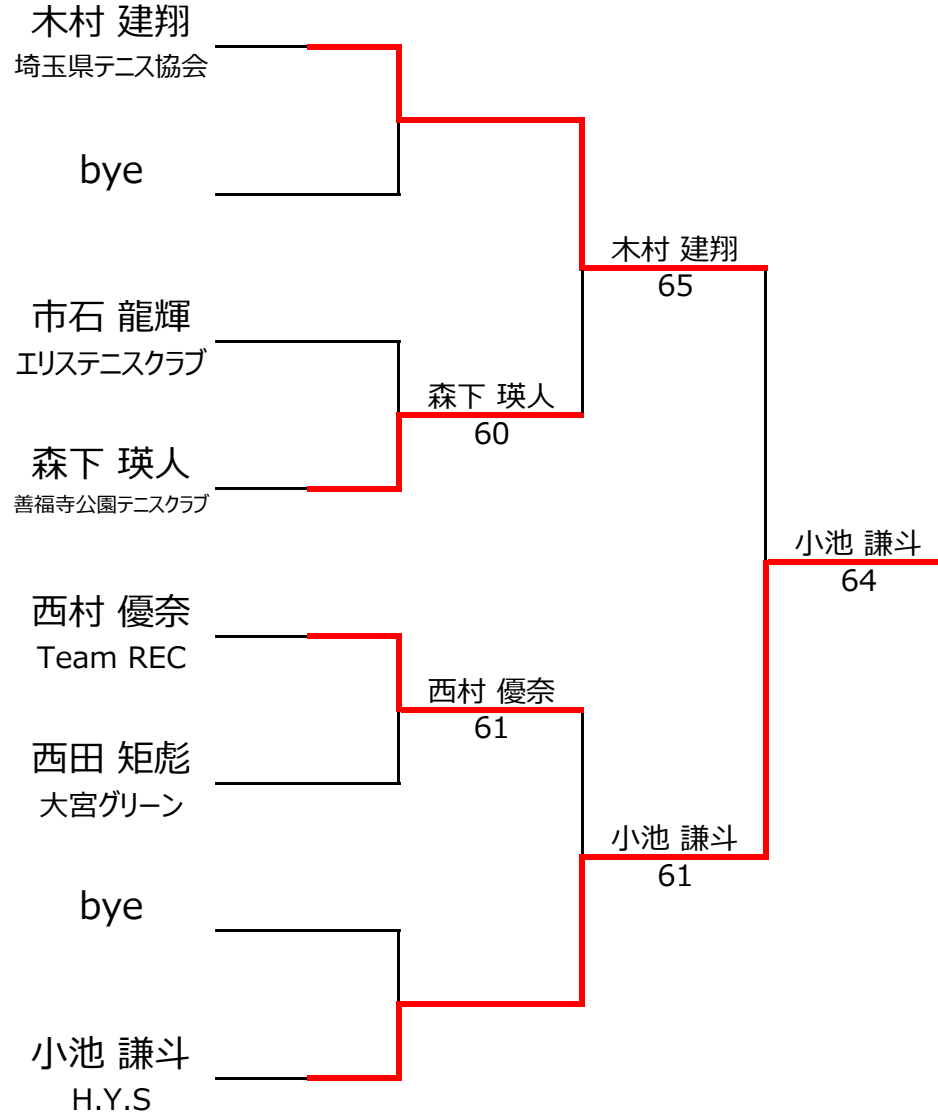 木村 建翔
埼玉県テニス協会
bye
木村 建翔
65
市石 龍輝
エリステニスクラブ
森下 瑛人
60
森下 瑛人
善福寺公園テニスクラブ
小池 謙斗
64
西村 優奈
Team REC
西村 優奈
61
西田 矩彪
大宮グリーン
小池 謙斗
61
bye
小池 謙斗
H.Y.S